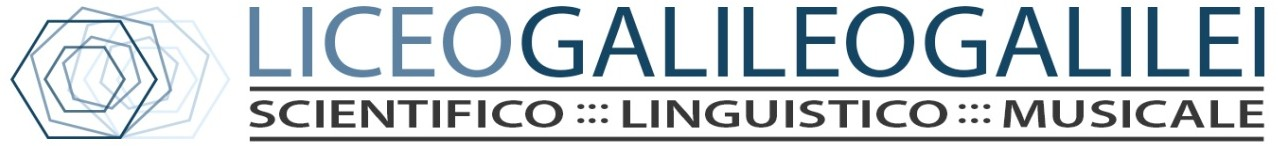 LICEOGALILEOGALILEI
SCIENTIFICO ::: LINGUISTICO ::: MUSICALE